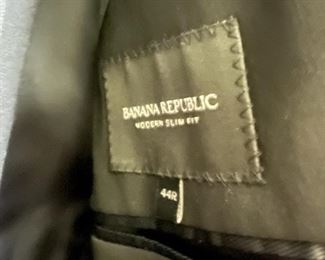 BANANA REPUBLIC
MODERN SLIM FIT
44R